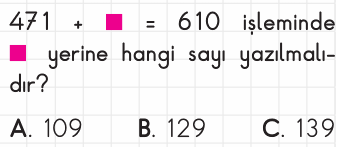 471 + ■ = 610 işleminde
■ yerine hangi sayı yazılmalı-
dır?
A. 109 B. 129 C. 139